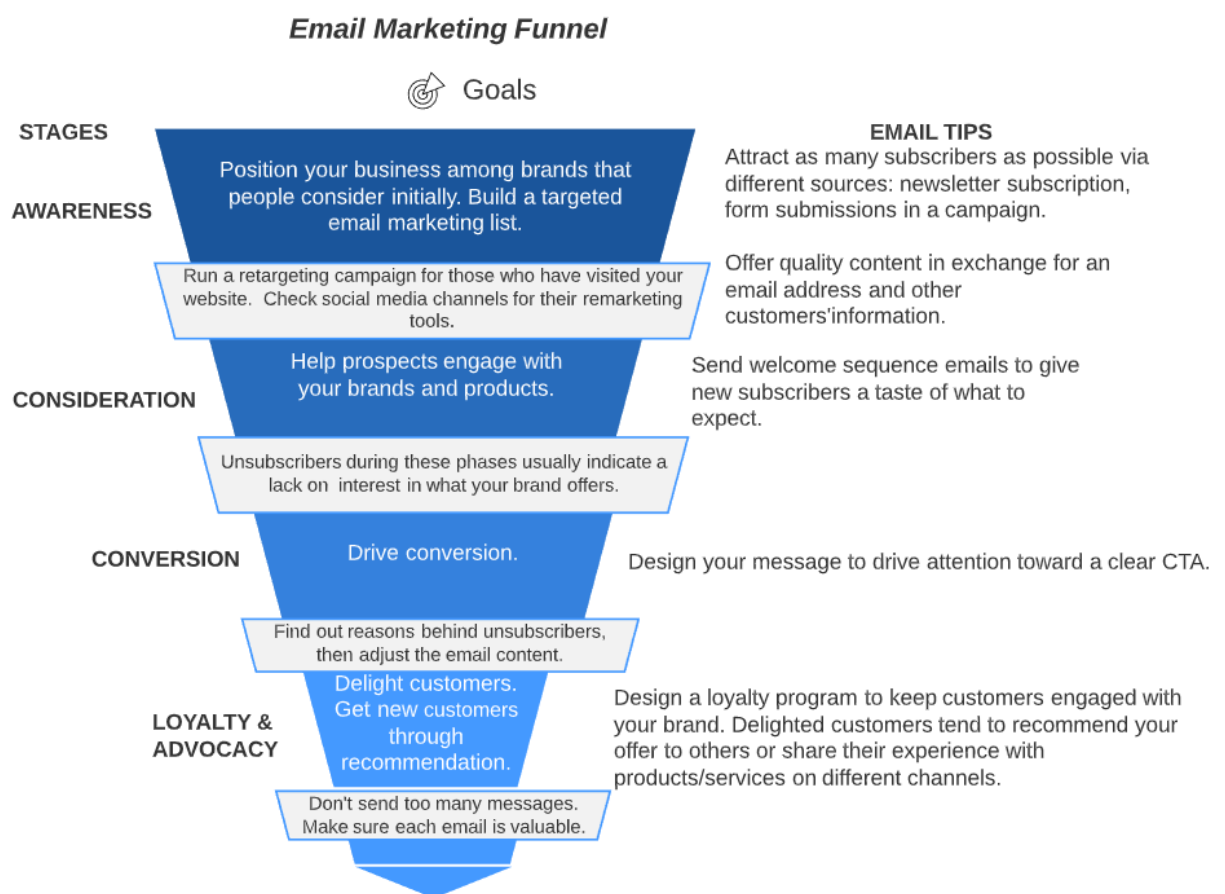 Email Marketing Funnel
Goals
STAGES
EMAIL TIPS
AWARENESS
Position your business among brands that
people consider initially. Build a targeted
email marketing list.
Attract as many subscribers as possible via
different sources: newsletter subscription,
form submissions in a campaign.
Run a retargeting campaign for those who have visited your
website.  Check social media channels for their remarketing
tools.
Offer quality content in exchange for an
email address and other
customers'information.
CONSIDERATION
Help prospects engage with
your brands and products.
Send welcome sequence emails to give
new subscribers a taste of what to
expect.
Unsubscribers during these phases usually indicate a
lack on  interest in what your brand offers.
CONVERSION
Drive conversion.
Design your message to drive attention toward a clear CTA.
Find out reasons behind unsubscribers,
then adjust the email content.
LOYALTY &
ADVOCACY
Delight customers.
Get new customers
through
recommendation.
Design a loyalty program to keep customers engaged with
your brand. Delighted customers tend to recommend your
offer to others or share their experience with
products/services on different channels.
Don't send too many messages.
Make sure each email is valuable.